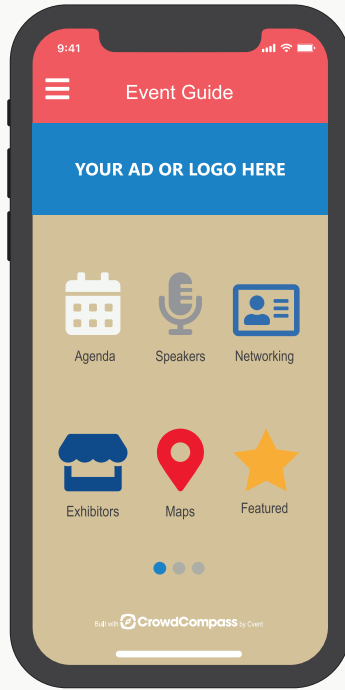 9:41
Event Guide
YOUR AD OR LOGO HERE
Agenda Speakers Networking
Exhibitors Maps Featured
Built with CrowdCompass by Cvent